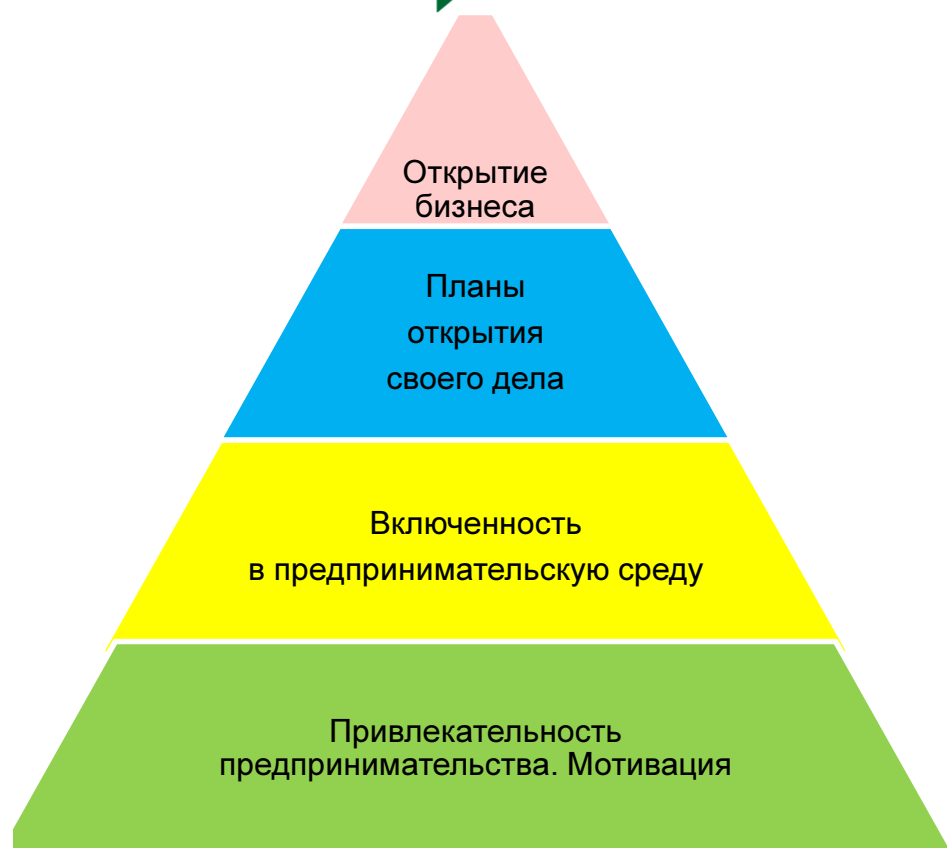 Открытие
бизнеса
Планы
открытия
своего дела
Включенность
в предпринимательскую среду
Привлекательность
предпринимательства. Мотивация